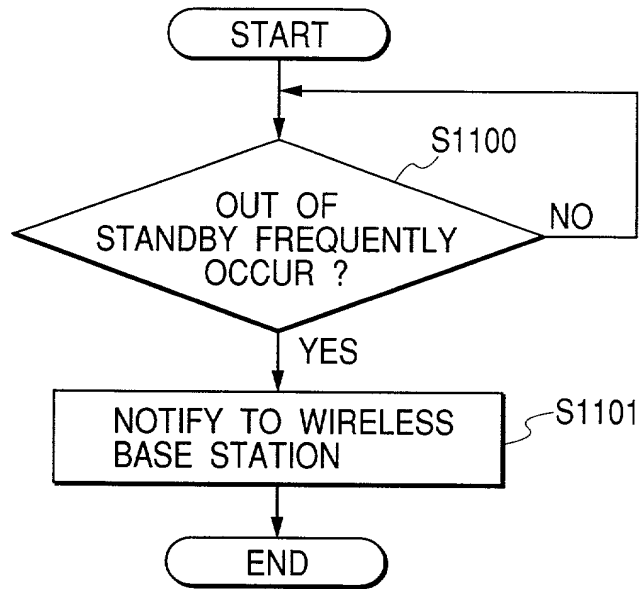 START
S1100
OUT OF
STANDBY FREQUENTLY
OCCUR ?
NO
YES
NOTIFY TO WIRELESS
BASE STATION
S1101
END